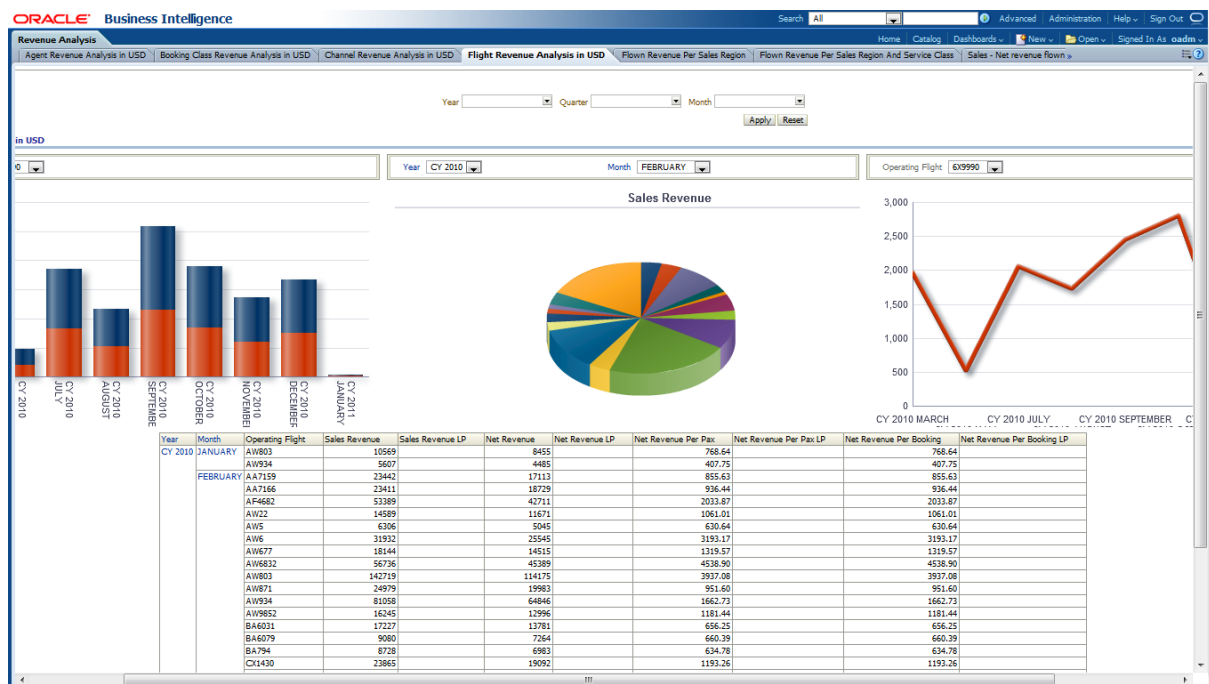 ORACLE Business Intelligence Search All Advanced Administration Help Sign Out
Revenue Analysis Home Catalog Dashboards New Open Signed In As oadm
Agent Revenue Analysis in USD Booking Class Revenue Analysis in USD Channel Revenue Analysis in USD Flight Revenue Analysis in USD Flown Revenue Per Sales Region Flown Revenue Per Sales Region And Service Class Sales - Net revenue flown »
Year Quarter Month
Apply Reset
in USD
Year CY 2010 Month FEBRUARY Operating Flight 6X9990
Sales Revenue
3,000
2,500
2,000
1,500
1,000
500
0
CY 2010
CY 2010 JULY
CY 2010 AUGUST
CY 2010 SEPTEMBE
CY 2010 OCTOBER
CY 2010 NOVEMBEI
CY 2010 DECEMBER
CY 2011 JANUARY
CY 2010 MARCH CY 2010 JULY CY 2010 SEPTEMBER
Year Month Operating Flight Sales Revenue Sales Revenue LP Net Revenue Net Revenue LP Net Revenue Per Pax Net Revenue Per Pax LP Net Revenue Per Booking Net Revenue Per Booking LP
CY 2010 JANUARY AW803 10569 8455 768.64 768.64
AW934 5607 4485 407.75 407.75
FEBRUARY AA7159 23442 17113 855.63 855.63
AA7166 23411 18729 936.44 936.44
AF4682 53389 42711 2033.87 2033.87
AW22 14589 11671 1061.01 1061.01
AW5 6306 5045 630.64 630.64
AW6 31932 25545 3193.17 3193.17
AW677 18144 14515 1319.57 1319.57
AW6832 56736 45389 4538.90 4538.90
AW803 142719 114175 3937.08 3937.08
AW871 24979 19983 951.60 951.60
AW934 81058 64846 1662.73 1662.73
AW9852 16245 12996 1181.44 1181.44
BA6031 17227 13781 656.25 656.25
BA6079 9080 7264 660.39 660.39
BA794 8728 6983 634.78 634.78
CX1430 23865 19092 1193.26 1193.26